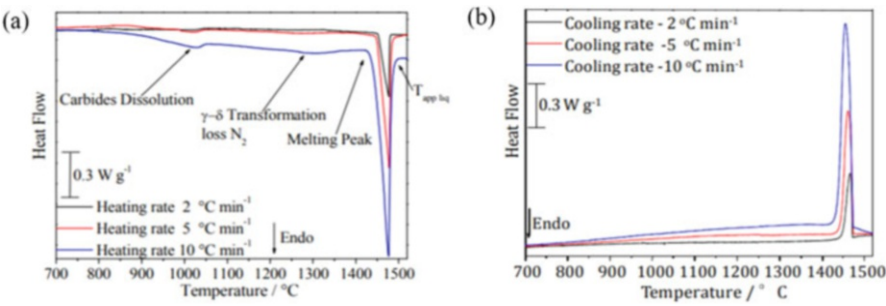 (a)
Carbides Dissolution
γ-δ Transformation
loss N₂
Melting Peak
T app liq
Heat Flow
0.3 W g⁻¹
Heating rate 2 °C min⁻¹
Heating rate 5 °C min⁻¹
Heating rate 10 °C min⁻¹
Endo
700 800 900 1000 1100 1200 1300 1400 1500
Temperature / °C
(b)
Cooling rate - 2 °C min⁻¹
Cooling rate -5 °C min⁻¹
Cooling rate -10 °C min⁻¹
Heat Flow
0.3 W g⁻¹
Endo
700 800 900 1000 1100 1200 1300 1400 1500
Temperature / ° C